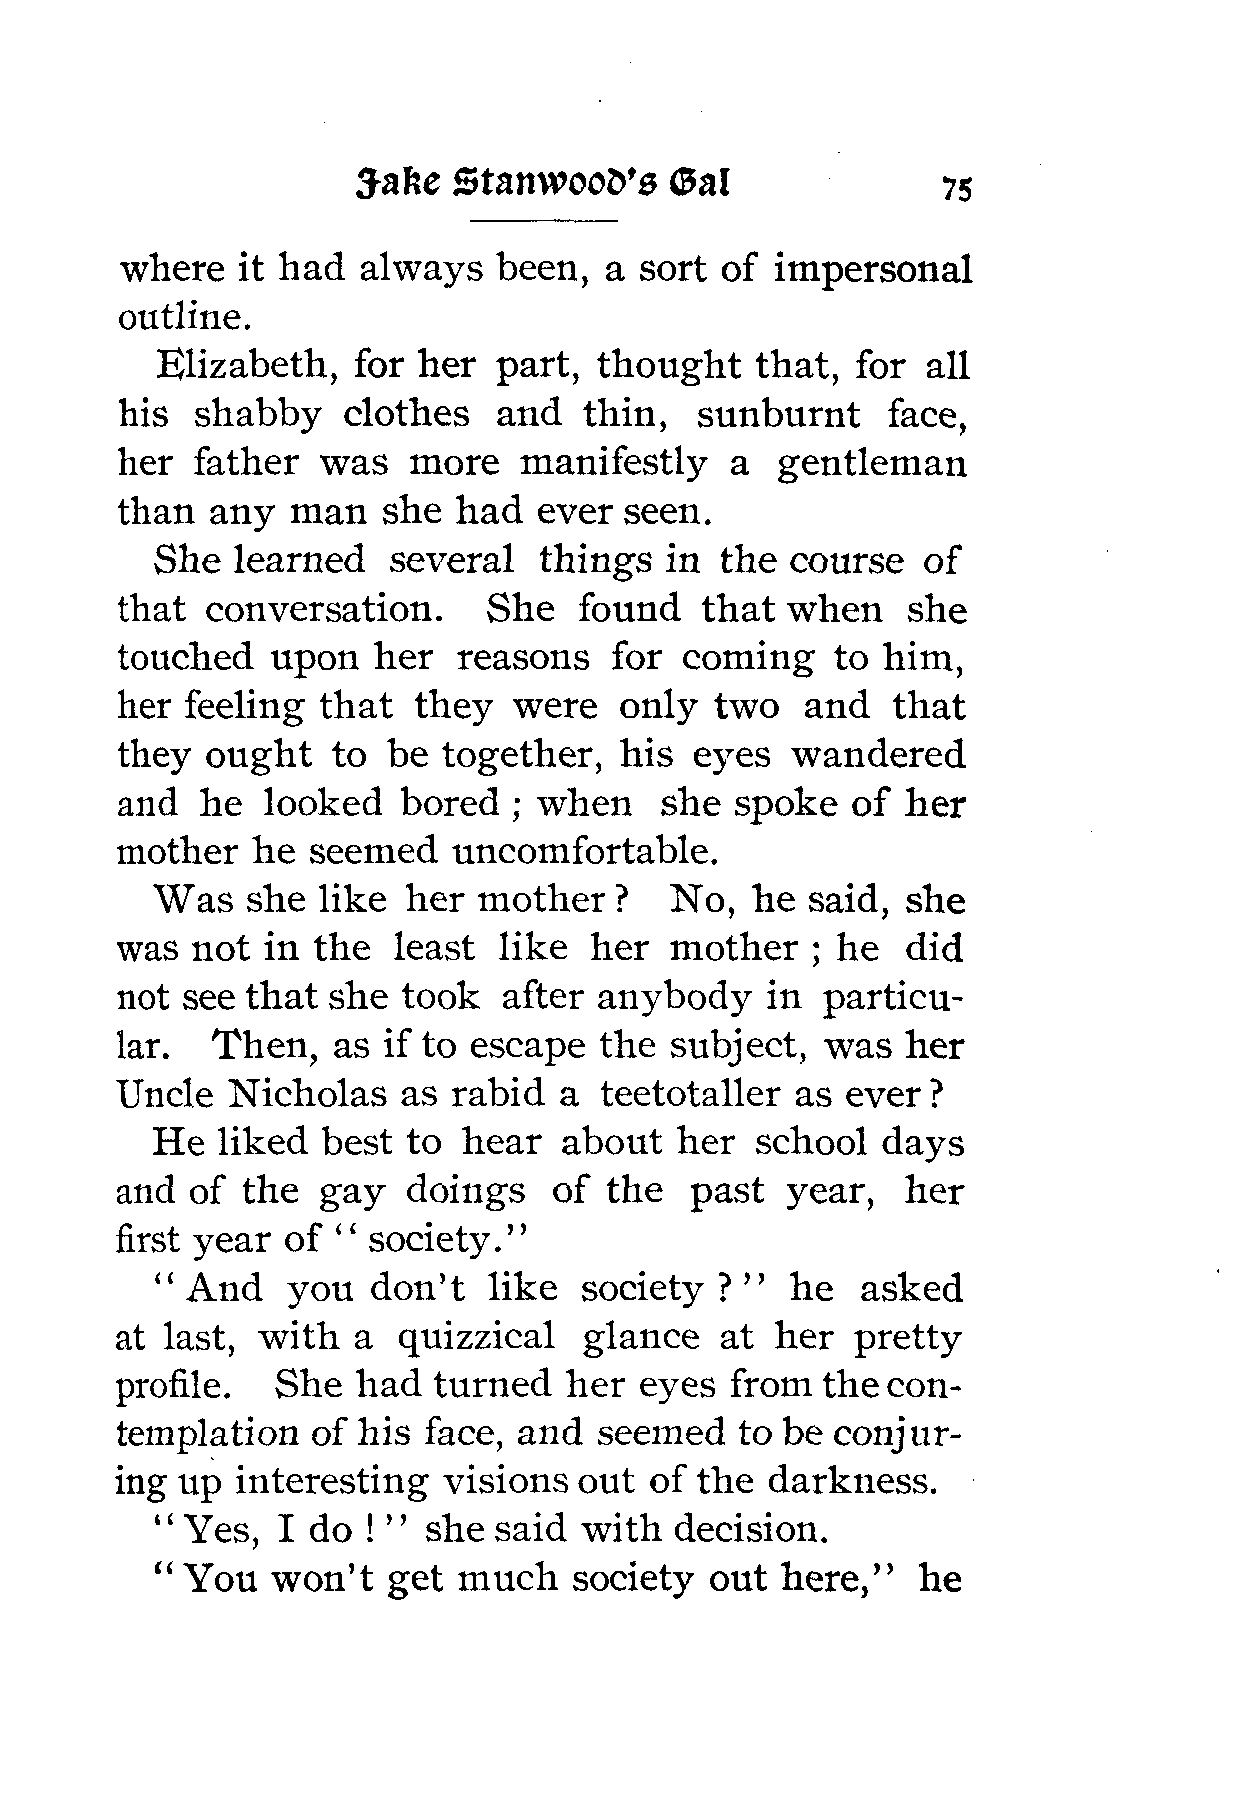 Jake Stanwood's Gal 75
where it had always been, a sort of impersonal
outline.
Elizabeth, for her part, thought that, for all
his shabby clothes and thin, sunburnt face,
her father was more manifestly a gentleman
than any man she had ever seen.
She learned several things in the course of
that conversation. She found that when she
touched upon her reasons for coming to him,
her feeling that they were only two and that
they ought to be together, his eyes wandered
and he looked bored ; when she spoke of her
mother he seemed uncomfortable.
Was she like her mother ? No, he said, she
was not in the least like her mother ; he did
not see that she took after anybody in particu-
lar. Then, as if to escape the subject, was her
Uncle Nicholas as rabid a teetotaller as ever ?
He liked best to hear about her school days
and of the gay doings of the past year, her
first year of " society."
" And you don't like society ? " he asked
at last, with a quizzical glance at her pretty
profile. She had turned her eyes from the con-
templation of his face, and seemed to be conjur-
ing up interesting visions out of the darkness.
" Yes, I do ! " she said with decision.
" You won't get much society out here," he